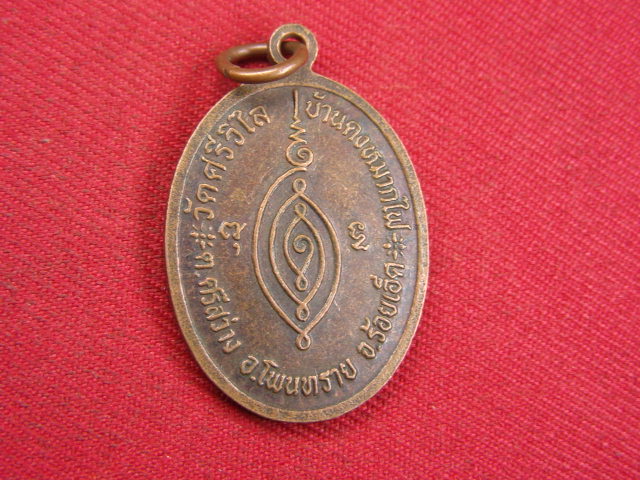 วัดศรีวิไล
บ้านดงหมากไฟ
ต.ศรีสว่าง อ.โพนทราย จ.ร้อยเอ็ด